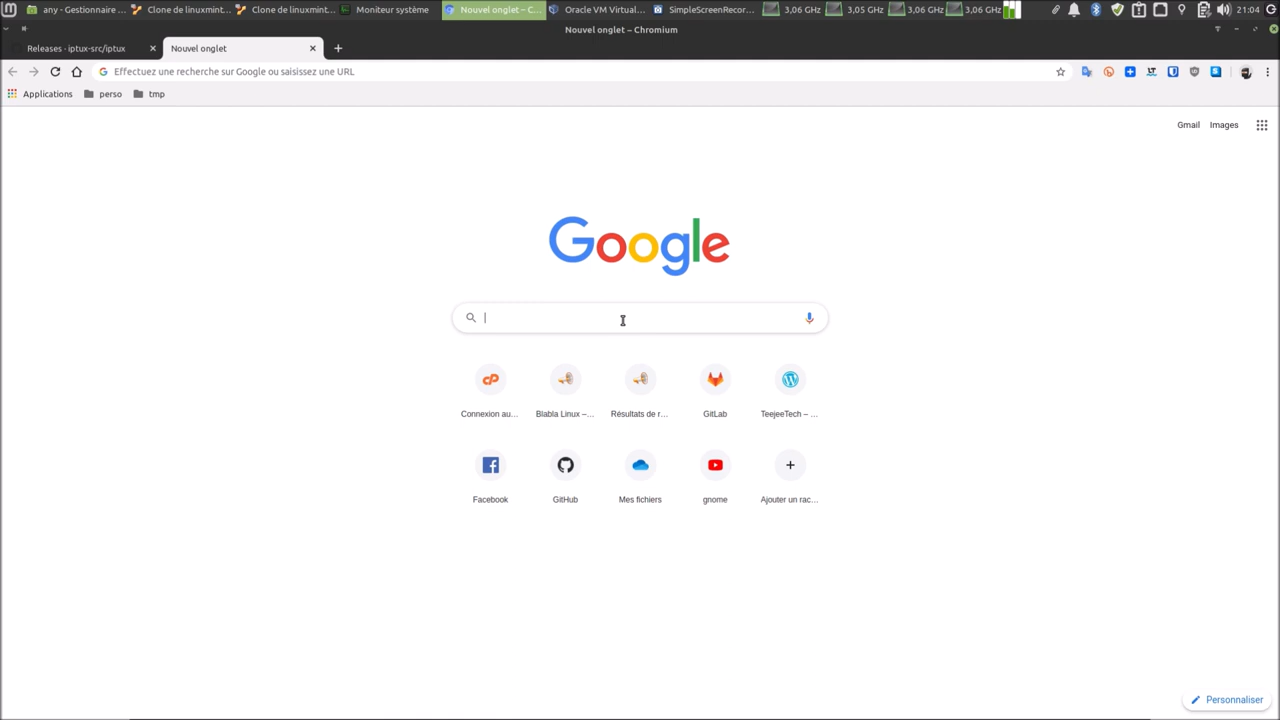 any - Gestionnaire ... Clone de linuxmint... Clone de linuxmint... Moniteur système Nouvel onglet – C... Oracle VM Virtual... SimpleScreenRecor... 3,06 GHz 3,05 GHz 3,06 GHz 3,06 GHz 21:04
Nouvel onglet – Chromium
Releases · iptux-src/iptux Nouvel onglet
Effectuez une recherche sur Google ou saisissez une URL
Applications perso tmp
Gmail Images
Google
Connexion au... Blabla Linux –... Résultats de r... GitLab TeejeeTech – ...
Facebook GitHub Mes fichiers gnome Ajouter un rac...
Personnaliser